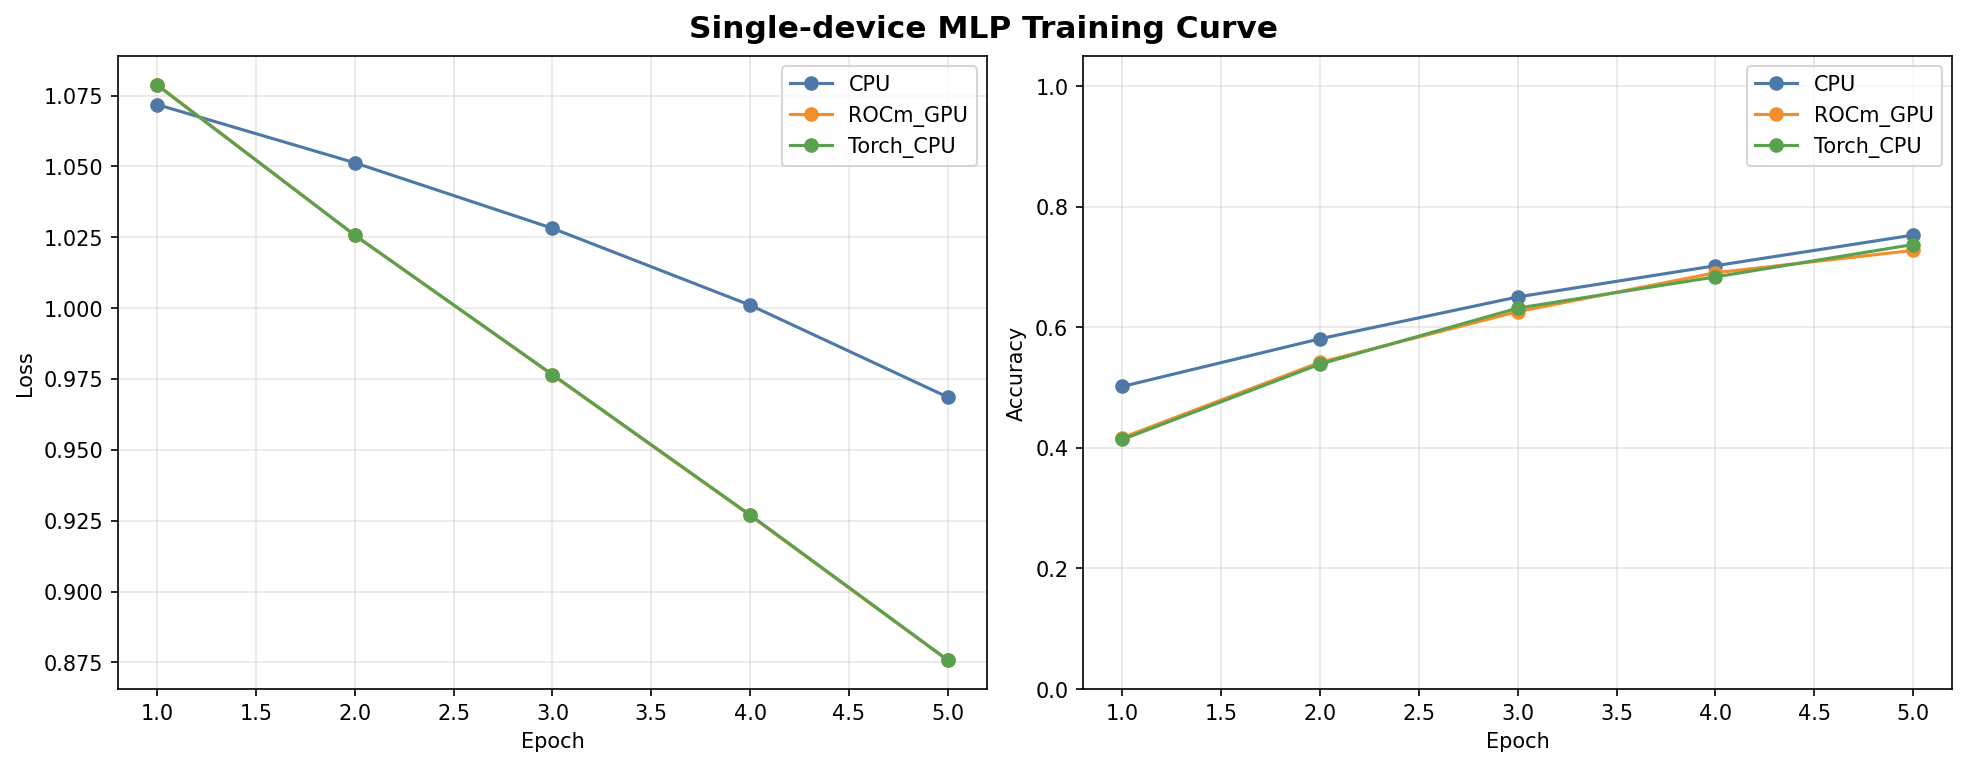 Single-device MLP Training Curve
Loss
1.075
1.050
1.025
1.000
0.975
0.950
0.925
0.900
0.875
CPU
ROCm_GPU
Torch_CPU
1.0 1.5 2.0 2.5 3.0 3.5 4.0 4.5 5.0
Epoch
Accuracy
1.0
0.8
0.6
0.4
0.2
0.0
CPU
ROCm_GPU
Torch_CPU
1.0 1.5 2.0 2.5 3.0 3.5 4.0 4.5 5.0
Epoch